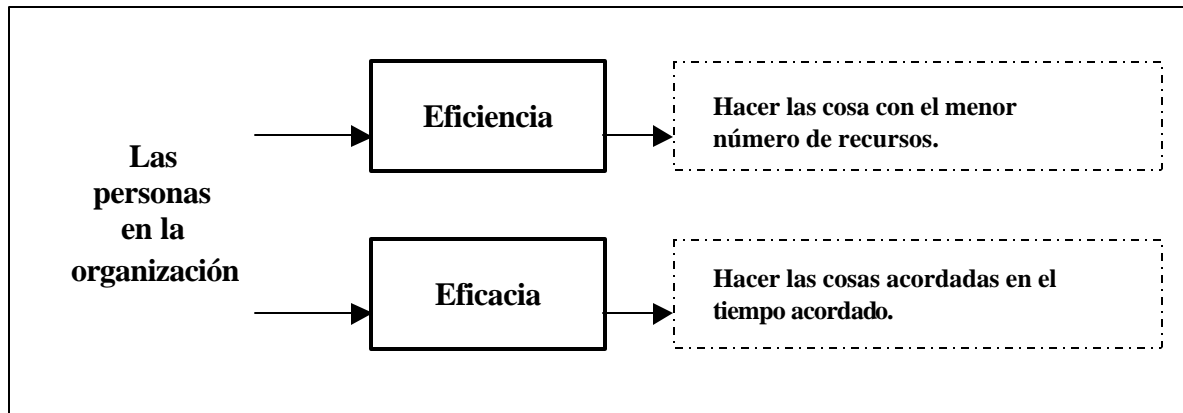 Las
personas
en la
organización
Eficiencia
Hacer las cosa con el menor
número de recursos.
Eficacia
Hacer las cosas acordadas en el
tiempo acordado.